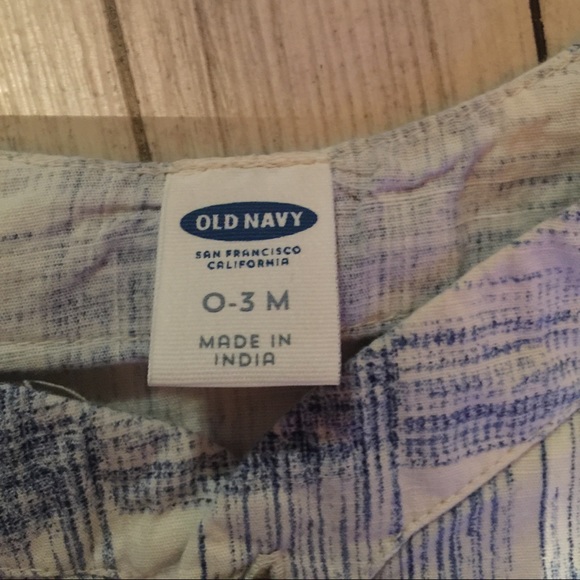 OLD NAVY
SAN FRANCISCO
CALIFORNIA
0-3 M
MADE IN
INDIA